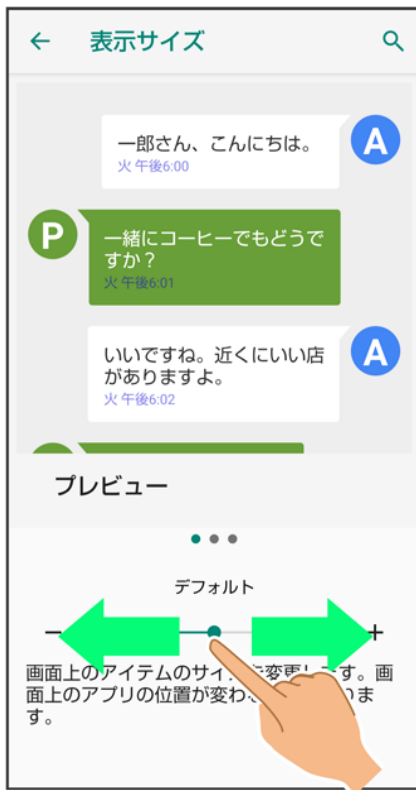 ← 表示サイズ
一郎さん、こんにちは。
火 午後6:00
A
P
一緒にコーヒーでもどうで
すか？
火 午後6:01
いいですね。近くにいい店
がありますよ。
火 午後6:02
A
プレビュー
デフォルト
− +
画面上のアイテムのサイ を変更します。画
面上のアプリの位置が変わ りま
す。